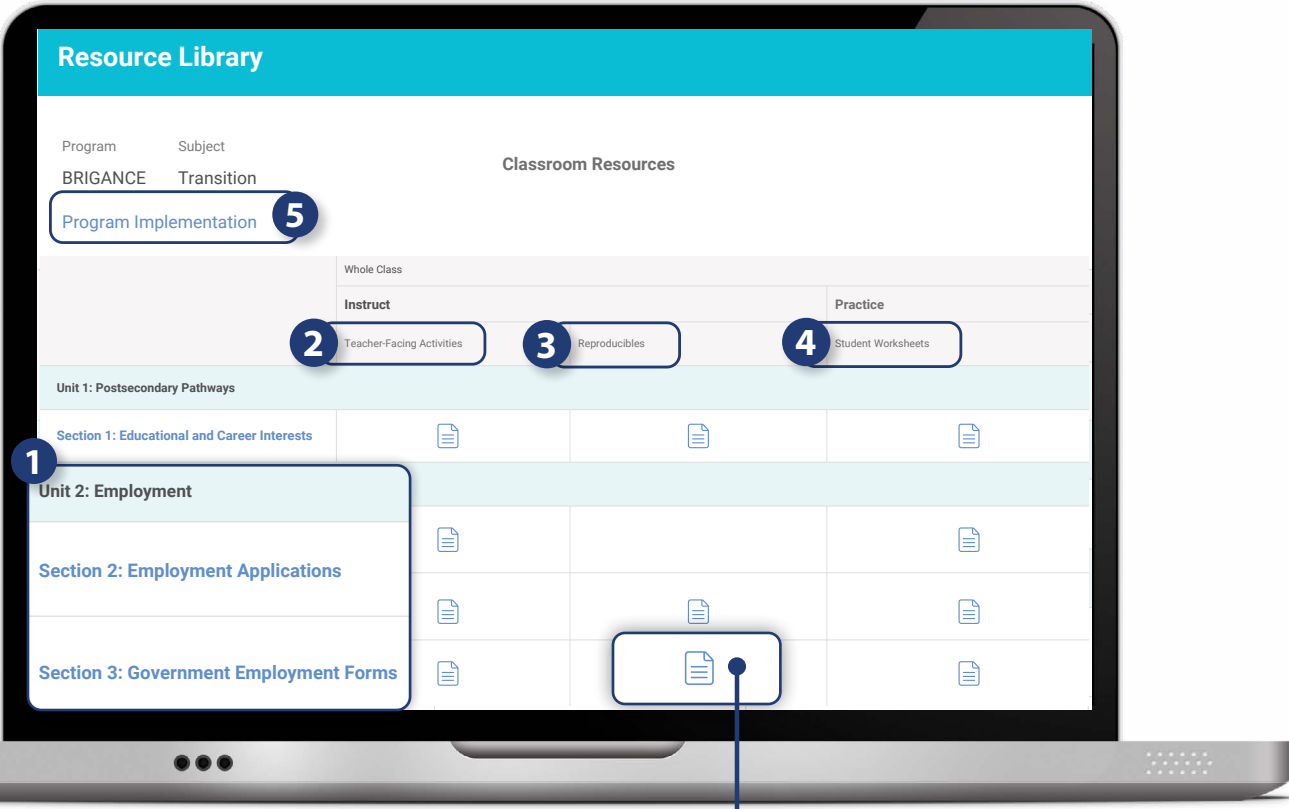 Resource Library
Program Subject
BRIGANCE Transition
Classroom Resources
Program Implementation 5
Whole Class
Instruct Practice
2 Teacher-Facing Activities 3 Reproducibles 4 Student Worksheets
Unit 1: Postsecondary Pathways
Section 1: Educational and Career Interests
1
Unit 2: Employment
Section 2: Employment Applications
Section 3: Government Employment Forms